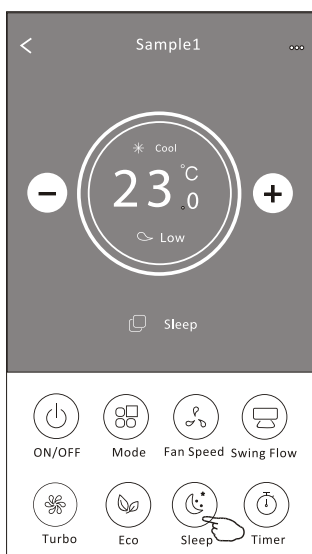 Sample1
Cool
23.0 °C
Low
Sleep
ON/OFF Mode Fan Speed Swing Flow
Turbo Eco Sleep Timer